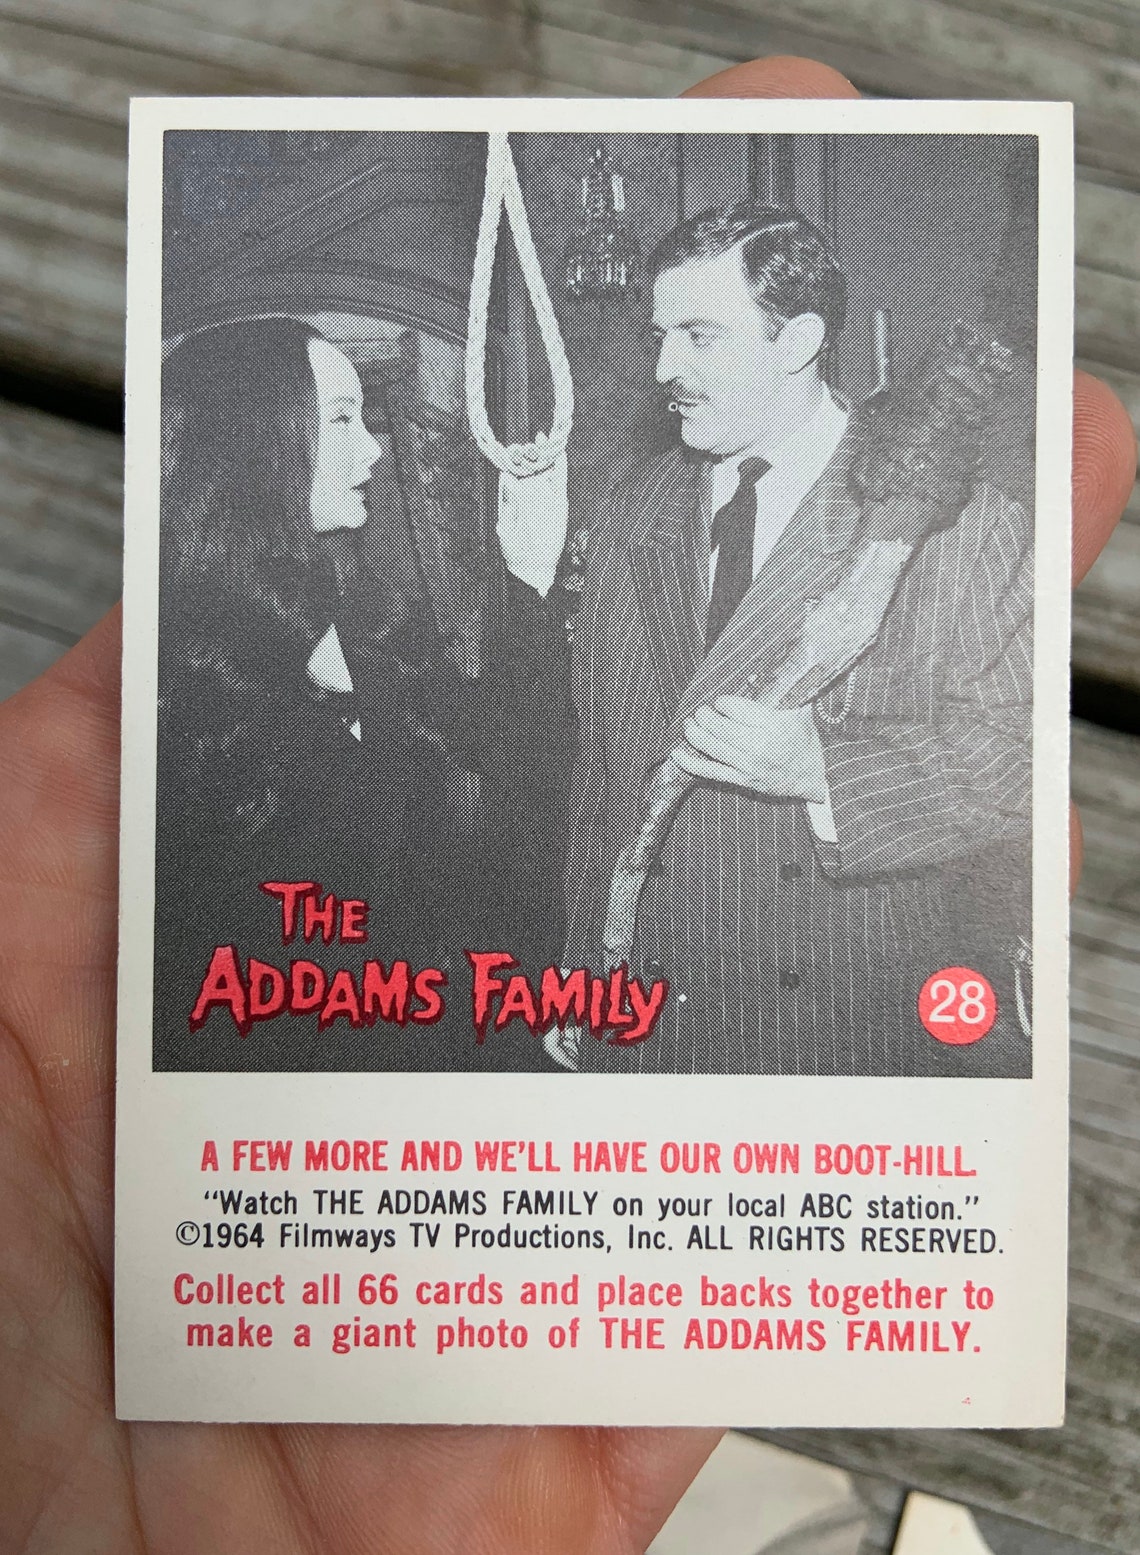 THE
ADDAMS FAMILY
28
A FEW MORE AND WE'LL HAVE OUR OWN BOOT-HILL.
"Watch THE ADDAMS FAMILY on your local ABC station."
©1964 Filmways TV Productions, Inc. ALL RIGHTS RESERVED.
Collect all 66 cards and place backs together to
make a giant photo of THE ADDAMS FAMILY.